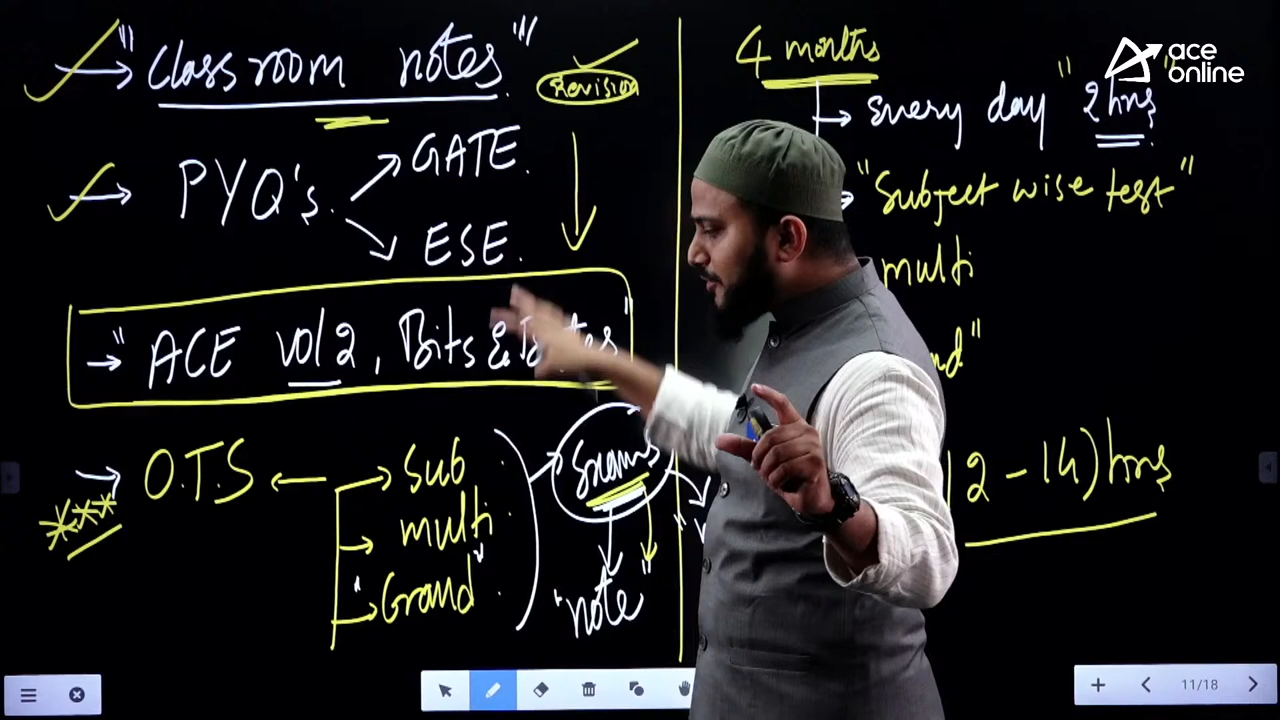 → "Classroom notes"
Revision
→ PYQ's.
GATE.
ESE.
→ "ACE vol 2, Bits &
→ O.T.S ← → Sub
→ multi
→ "Grand"
"note"
4 months
→ every day "2 hrs"
"Subject wise test"
multi
2 - 14) hrs
ace
online
11/18